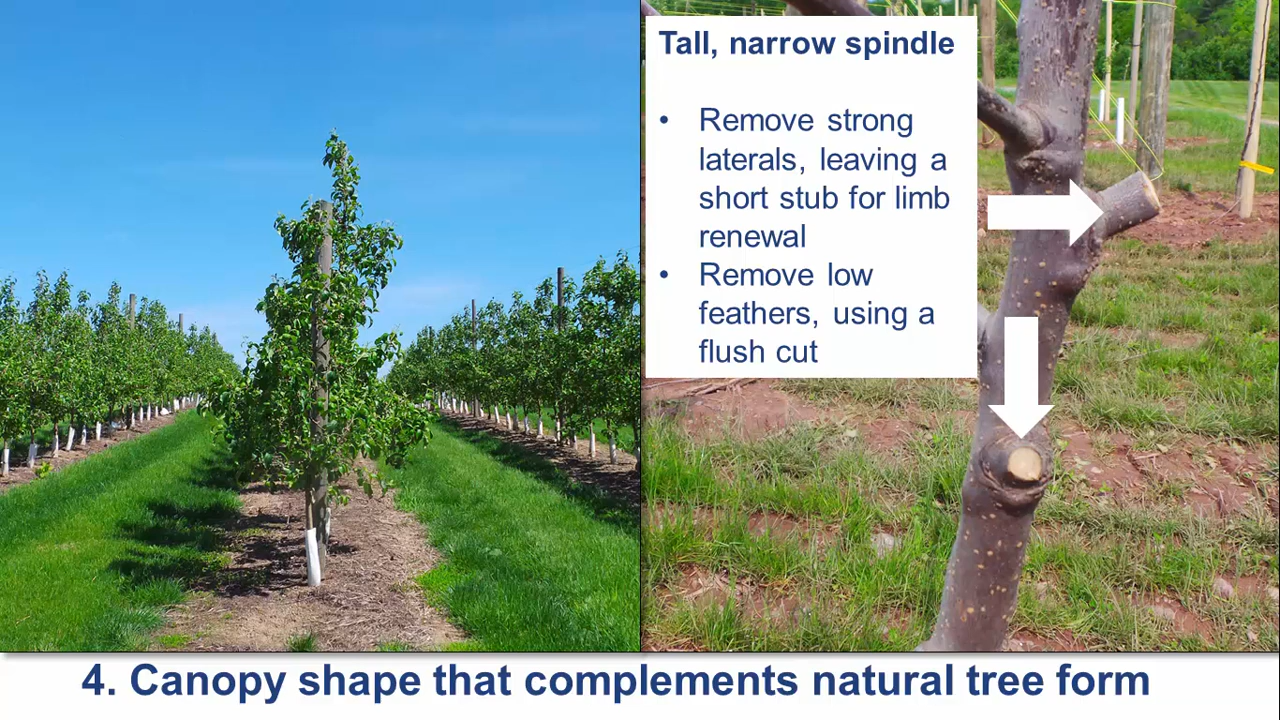 Tall, narrow spindle
• Remove strong
laterals, leaving a
short stub for limb
renewal
• Remove low
feathers, using a
flush cut
4. Canopy shape that complements natural tree form